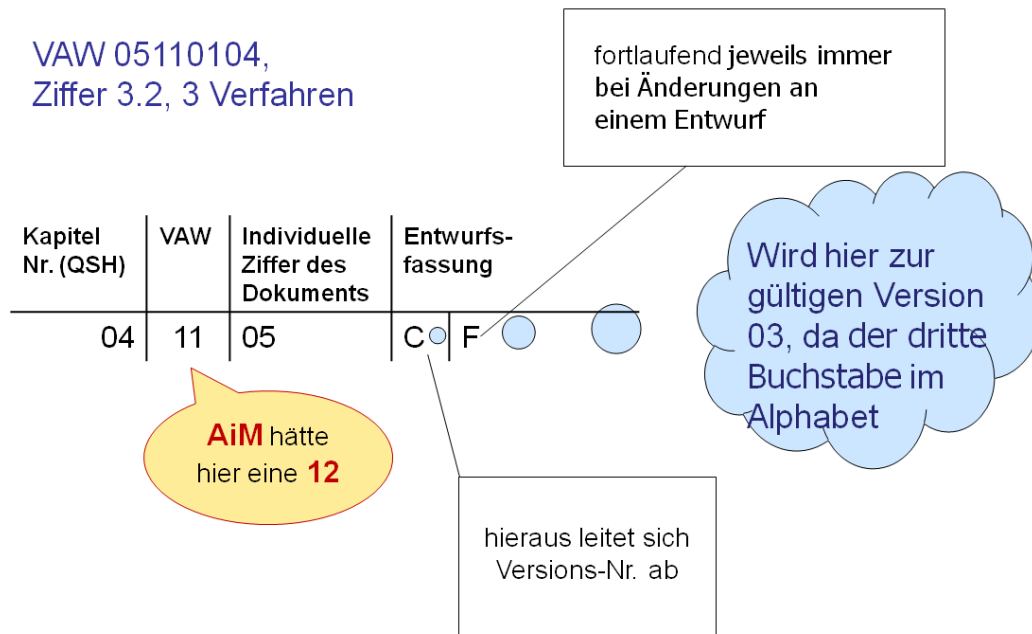 VAW 05110104,
Ziffer 3.2, 3 Verfahren
fortlaufend jeweils immer
bei Änderungen an
einem Entwurf
Kapitel
Nr. (QSH)
VAW
Individuelle
Ziffer des
Dokuments
Entwurfs-
fassung
04
11
05
C
F
Wird hier zur
gültigen Version
03, da der dritte
Buchstabe im
Alphabet
AiM hätte
hier eine 12
hieraus leitet sich
Versions-Nr. ab